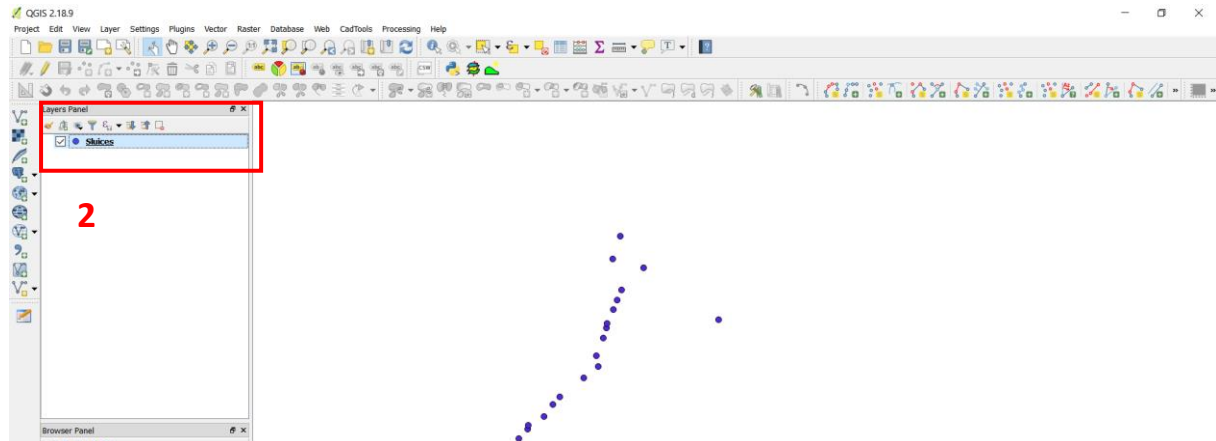 QGIS 2.18.9
Project Edit View Layer Settings Plugins Vector Raster Database Web CadTools Processing Help
Layers Panel
Sluices
2
Browser Panel